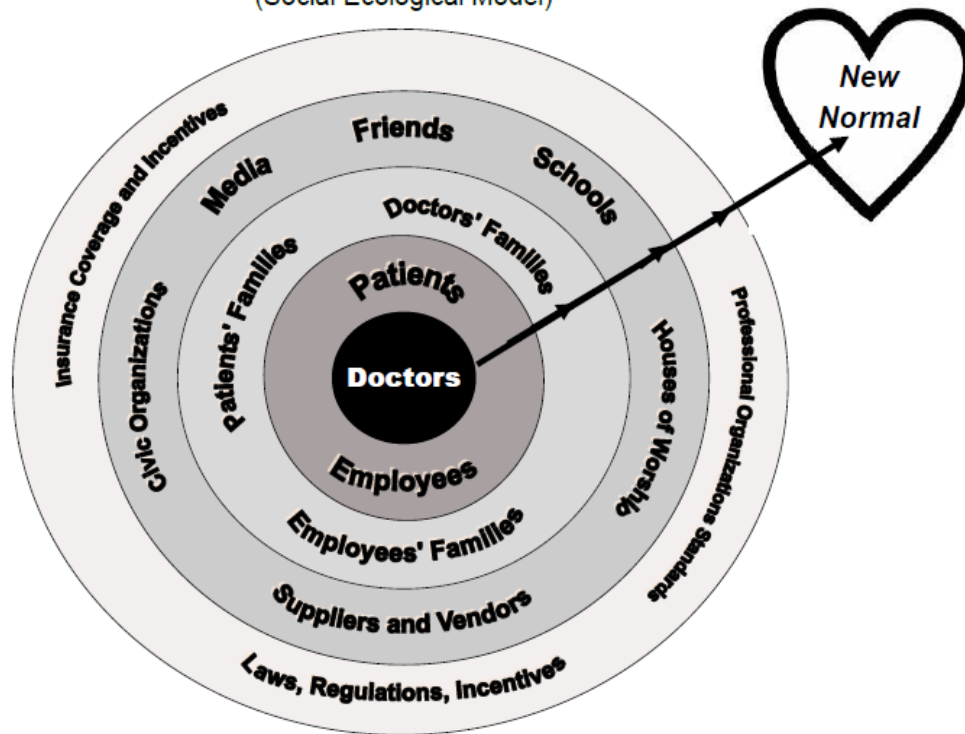 (Social Ecological Model)
New
Normal
Insurance Coverage and Incentives
Friends
Media
Schools
Doctors' Families
Patients' Families
Patients
Civic Organizations
Doctors
Houses of Worship
Professional Organizations Standards
Employees
Employees' Families
Suppliers and Vendors
Laws, Regulations, Incentives